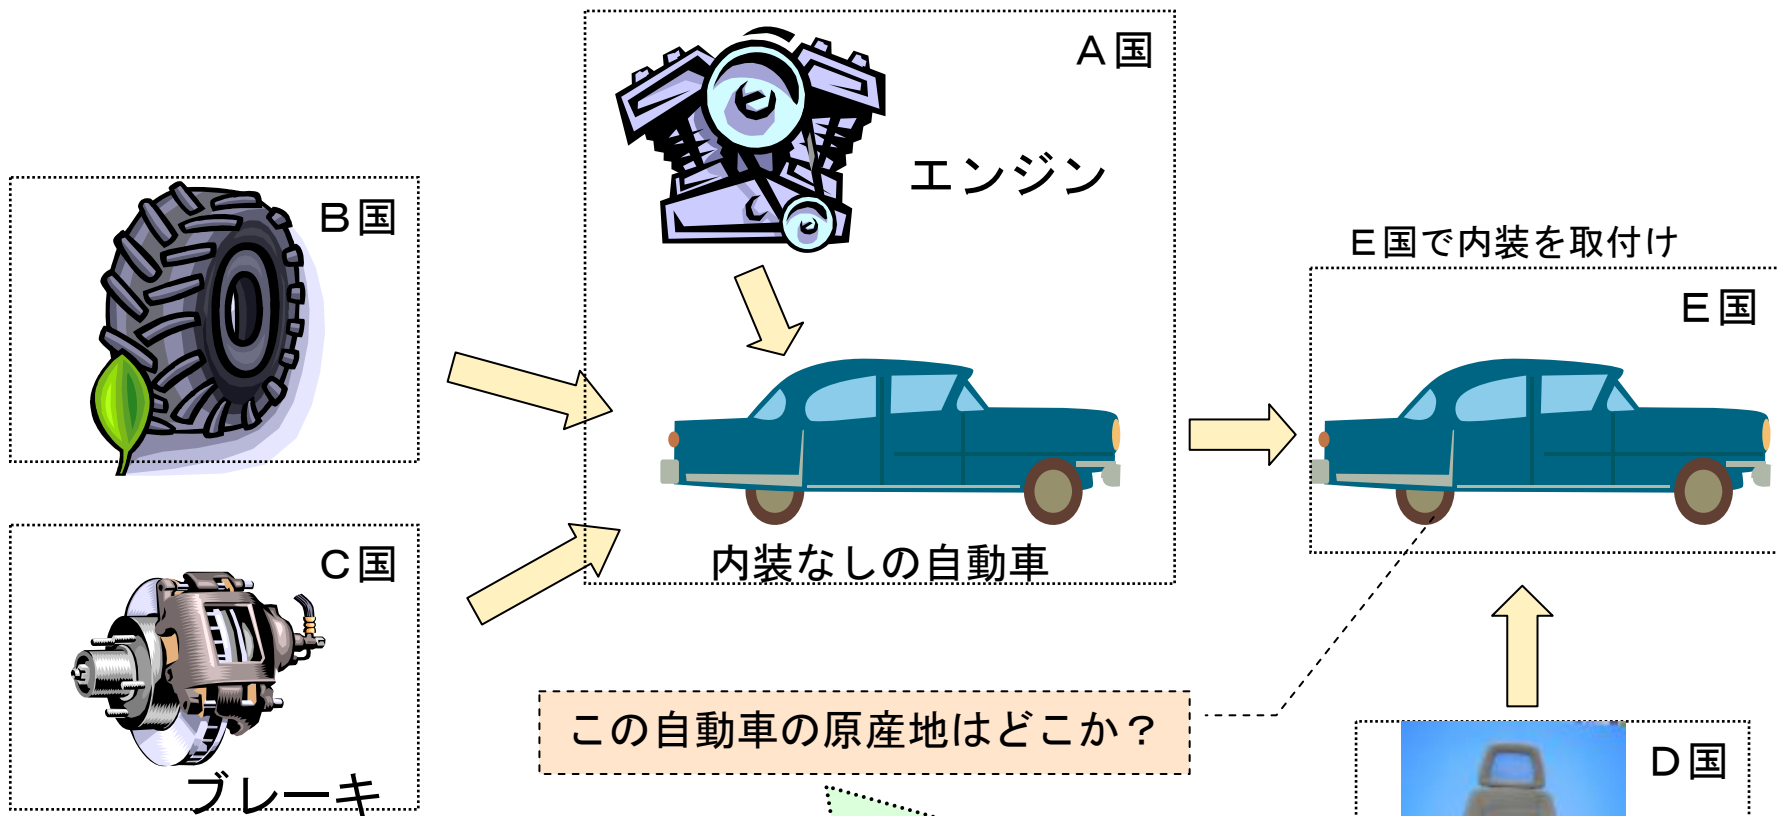 A国
エンジン
B国
E国で内装を取付け
E国
C国
内装なしの自動車
この自動車の原産地はどこか？
D国
ブレーキ